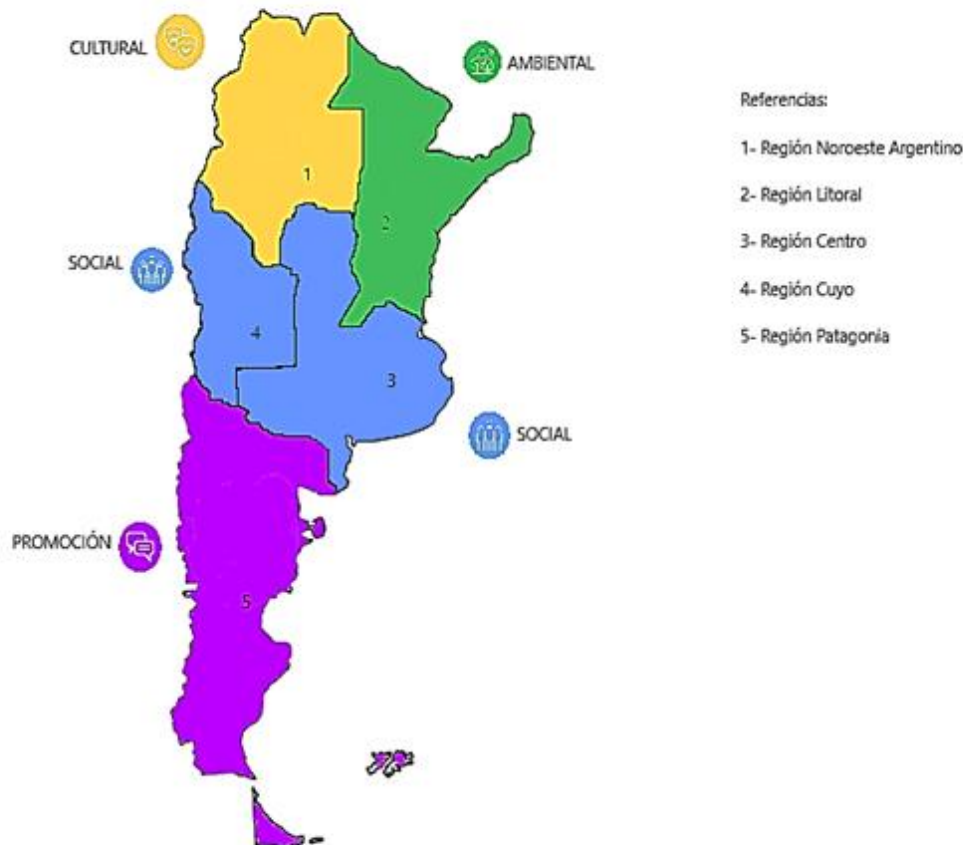 CULTURAL
AMBIENTAL
Referencias:
1- Región Noroeste Argentino
2- Región Litoral
3- Región Centro
4- Región Cuyo
5- Región Patagonia
1
2
SOCIAL
4
3
SOCIAL
PROMOCIÓN
5